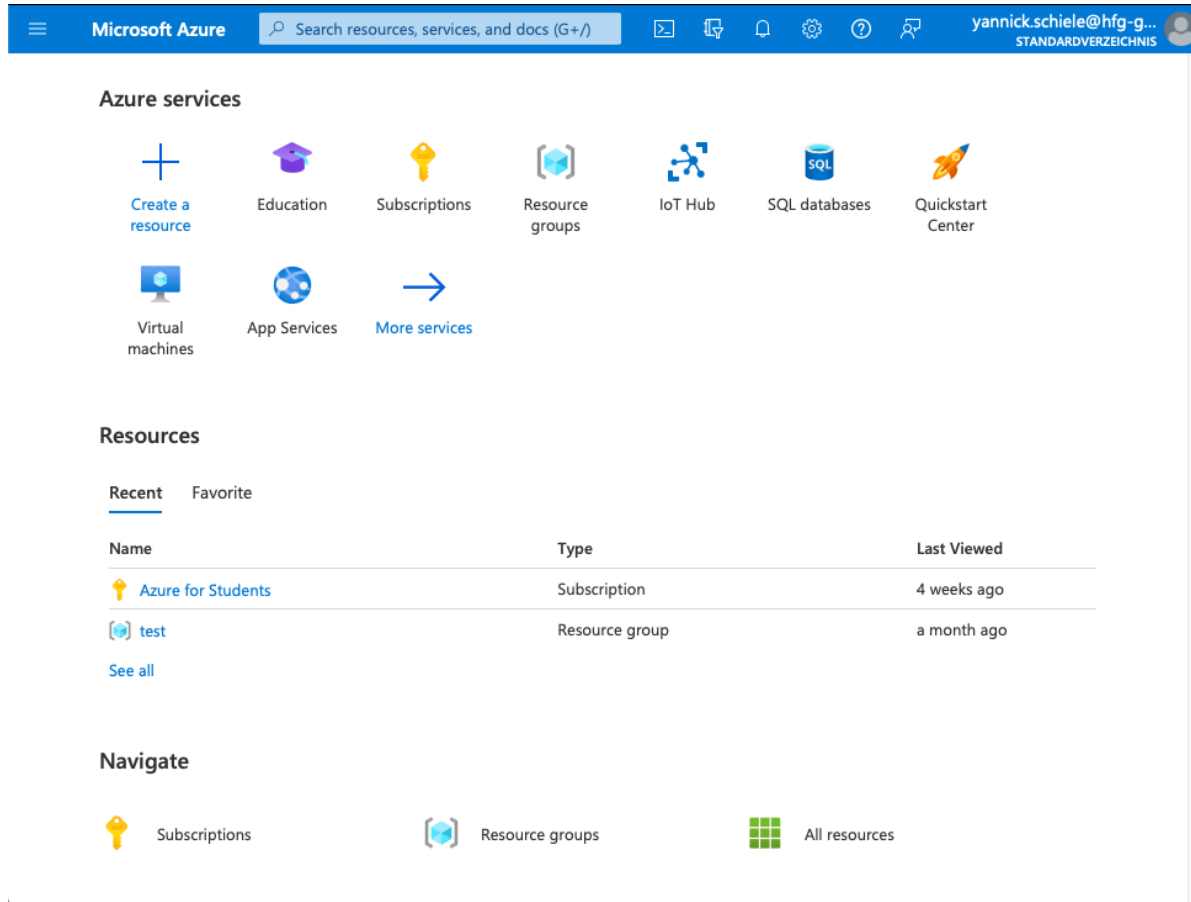 Microsoft Azure
Search resources, services, and docs (G+/)
yannick.schiele@hfg-g...
STANDARDVERZEICHNIS
Azure services
Create a
resource
Education
Subscriptions
Resource
groups
IoT Hub
SQL
SQL databases
Quickstart
Center
Virtual
machines
App Services
More services
Resources
Recent Favorite
Name Type Last Viewed
Azure for Students Subscription 4 weeks ago
test Resource group a month ago
See all
Navigate
Subscriptions Resource groups All resources